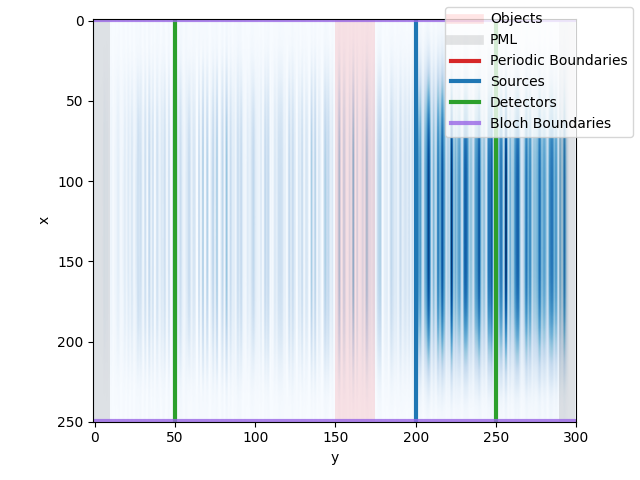 Objects
PML
Periodic Boundaries
Sources
Detectors
Bloch Boundaries
0
50
100
150
200
250
x
0
50
100
150
200
250
300
y